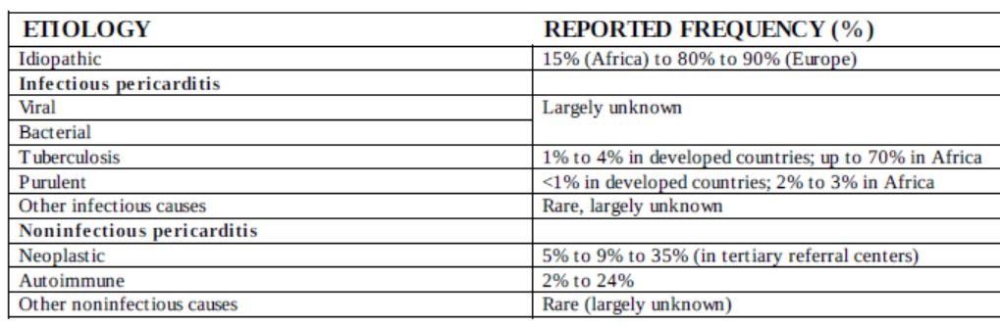 ETIOLOGY REPORTED FREQUENCY (%)
Idiopathic 15% (Africa) to 80% to 90% (Europe)
Infectious pericarditis
Viral Largely unknown
Bacterial
Tuberculosis 1% to 4% in developed countries; up to 70% in Africa
Purulent <1% in developed countries; 2% to 3% in Africa
Other infectious causes Rare, largely unknown
Noninfectious pericarditis
Neoplastic 5% to 9% to 35% (in tertiary referral centers)
Autoimmune 2% to 24%
Other noninfectious causes Rare (largely unknown)